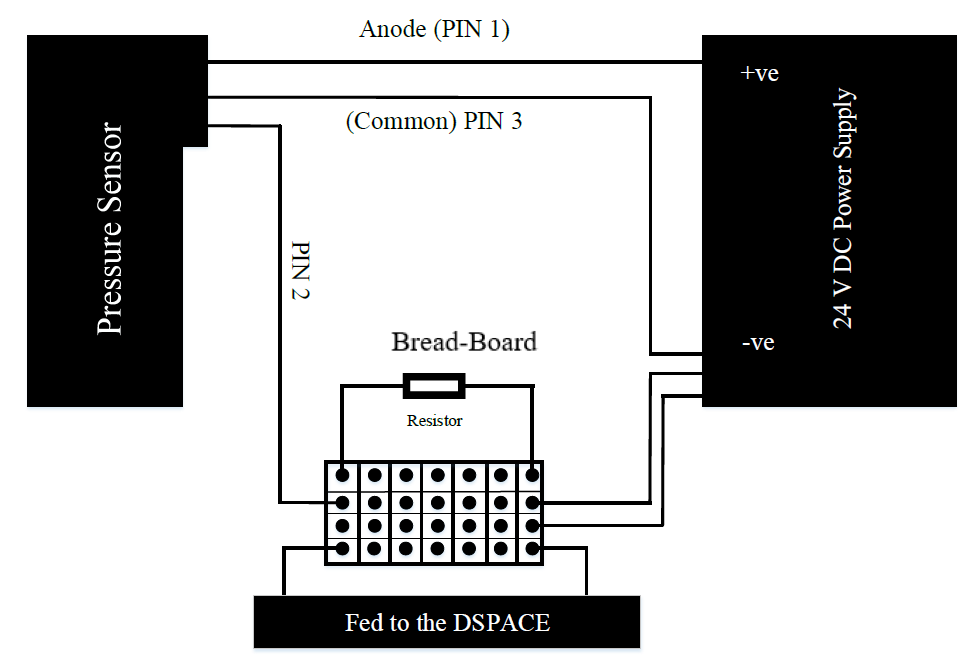 Anode (PIN 1)
+ve
(Common) PIN 3
Pressure Sensor
24 V DC Power Supply
PIN 2
Bread-Board
-ve
Resistor
Fed to the DSPACE